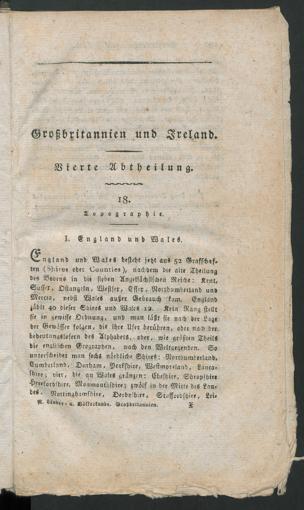 Großbritannien und Ireland.
Vierte Abtheilung.
18.
Topographie.
I. England und Wales.
England und Wales besteht jetzt aus 52 Grafschaf-
ten (Shires oder Counties), nachdem die alte Theilung
des Bodens in die sieben Angelsächsischen Reiche: Kent,
Sussex, Ostangeln, Westsex, Essex, Northumberland und
Mercia, nebst Wales außer Gebrauch kam. England
zählt 40 dieser Shires und Wales 12. Kein Rang stellt
sie in gewisse Ordnung, und man läßt sie nach der Lage
der Gewässer folgen, die ihre Ufer berühren, oder nach der
des Alphabets, oder, wie größten Theils
die englischen Geographen, nach den Weltgegenden. So
unterscheidet man sechs nördliche Shires: Northumberland,
Cumberland, Durham, Yorkshire, Westmoreland, Lanca-
shire; vier, die an Wales gränzen: Cheshire, Shropshire
Herefordshire, Monmouthshire; zwölf in der Mitte des Lan-
des, Nottinghamshire, Derbyshire, Staffordshire, Lei-
N. Länder- u. Völkerkunde. Großbritannien.